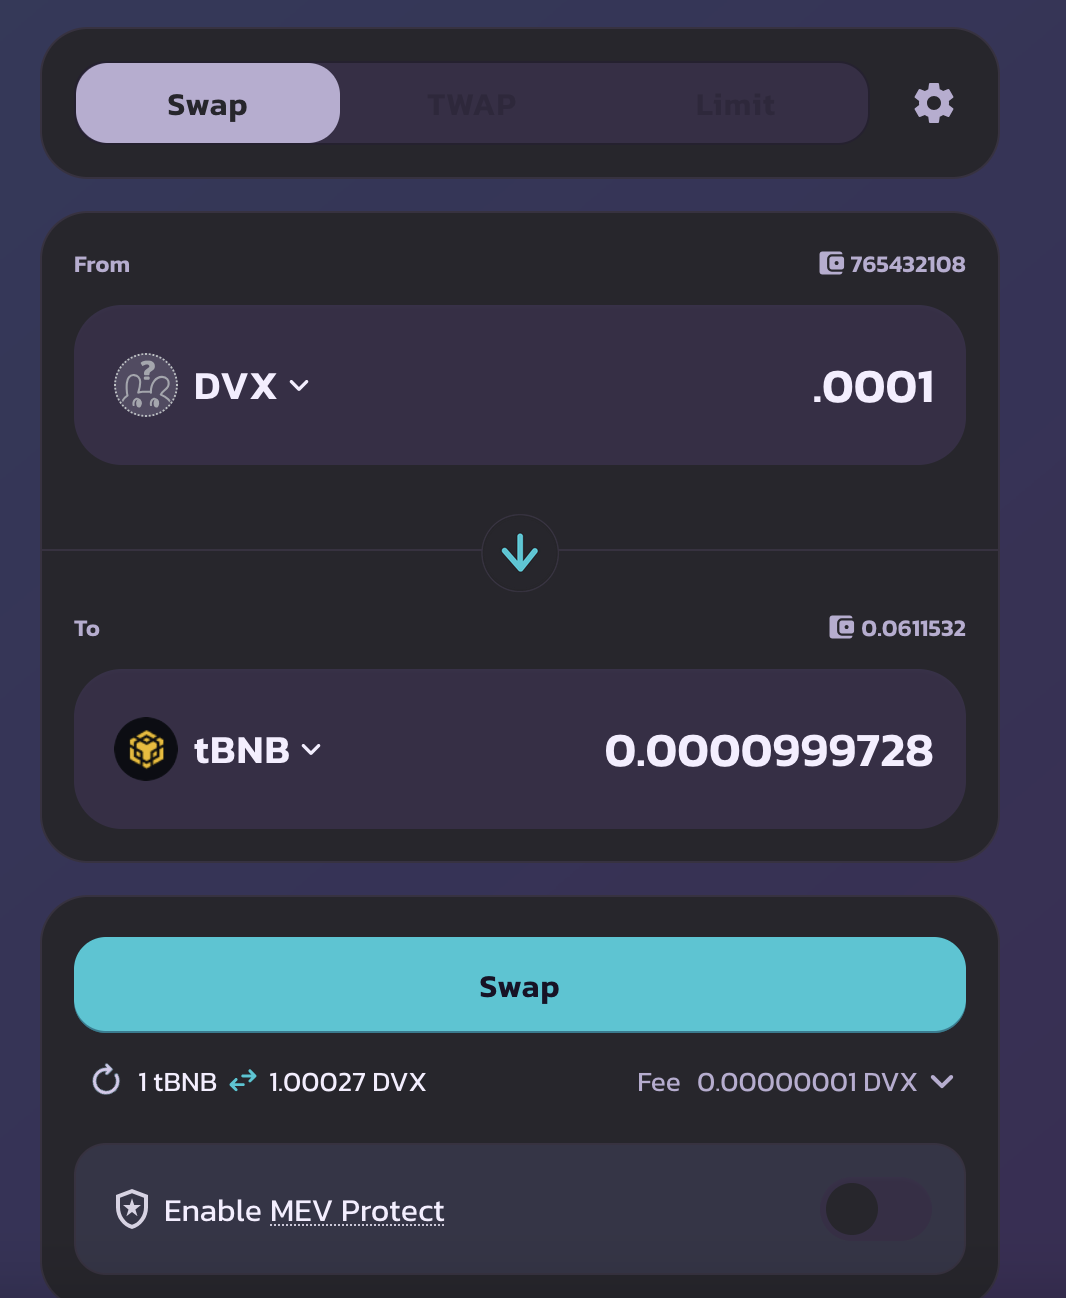 Swap TWAP Limit
From 765432108
?
DVX .0001
To 0.0611532
tBNB 0.0000999728
Swap
1 tBNB 1.00027 DVX Fee 0.00000001 DVX
Enable MEV Protect